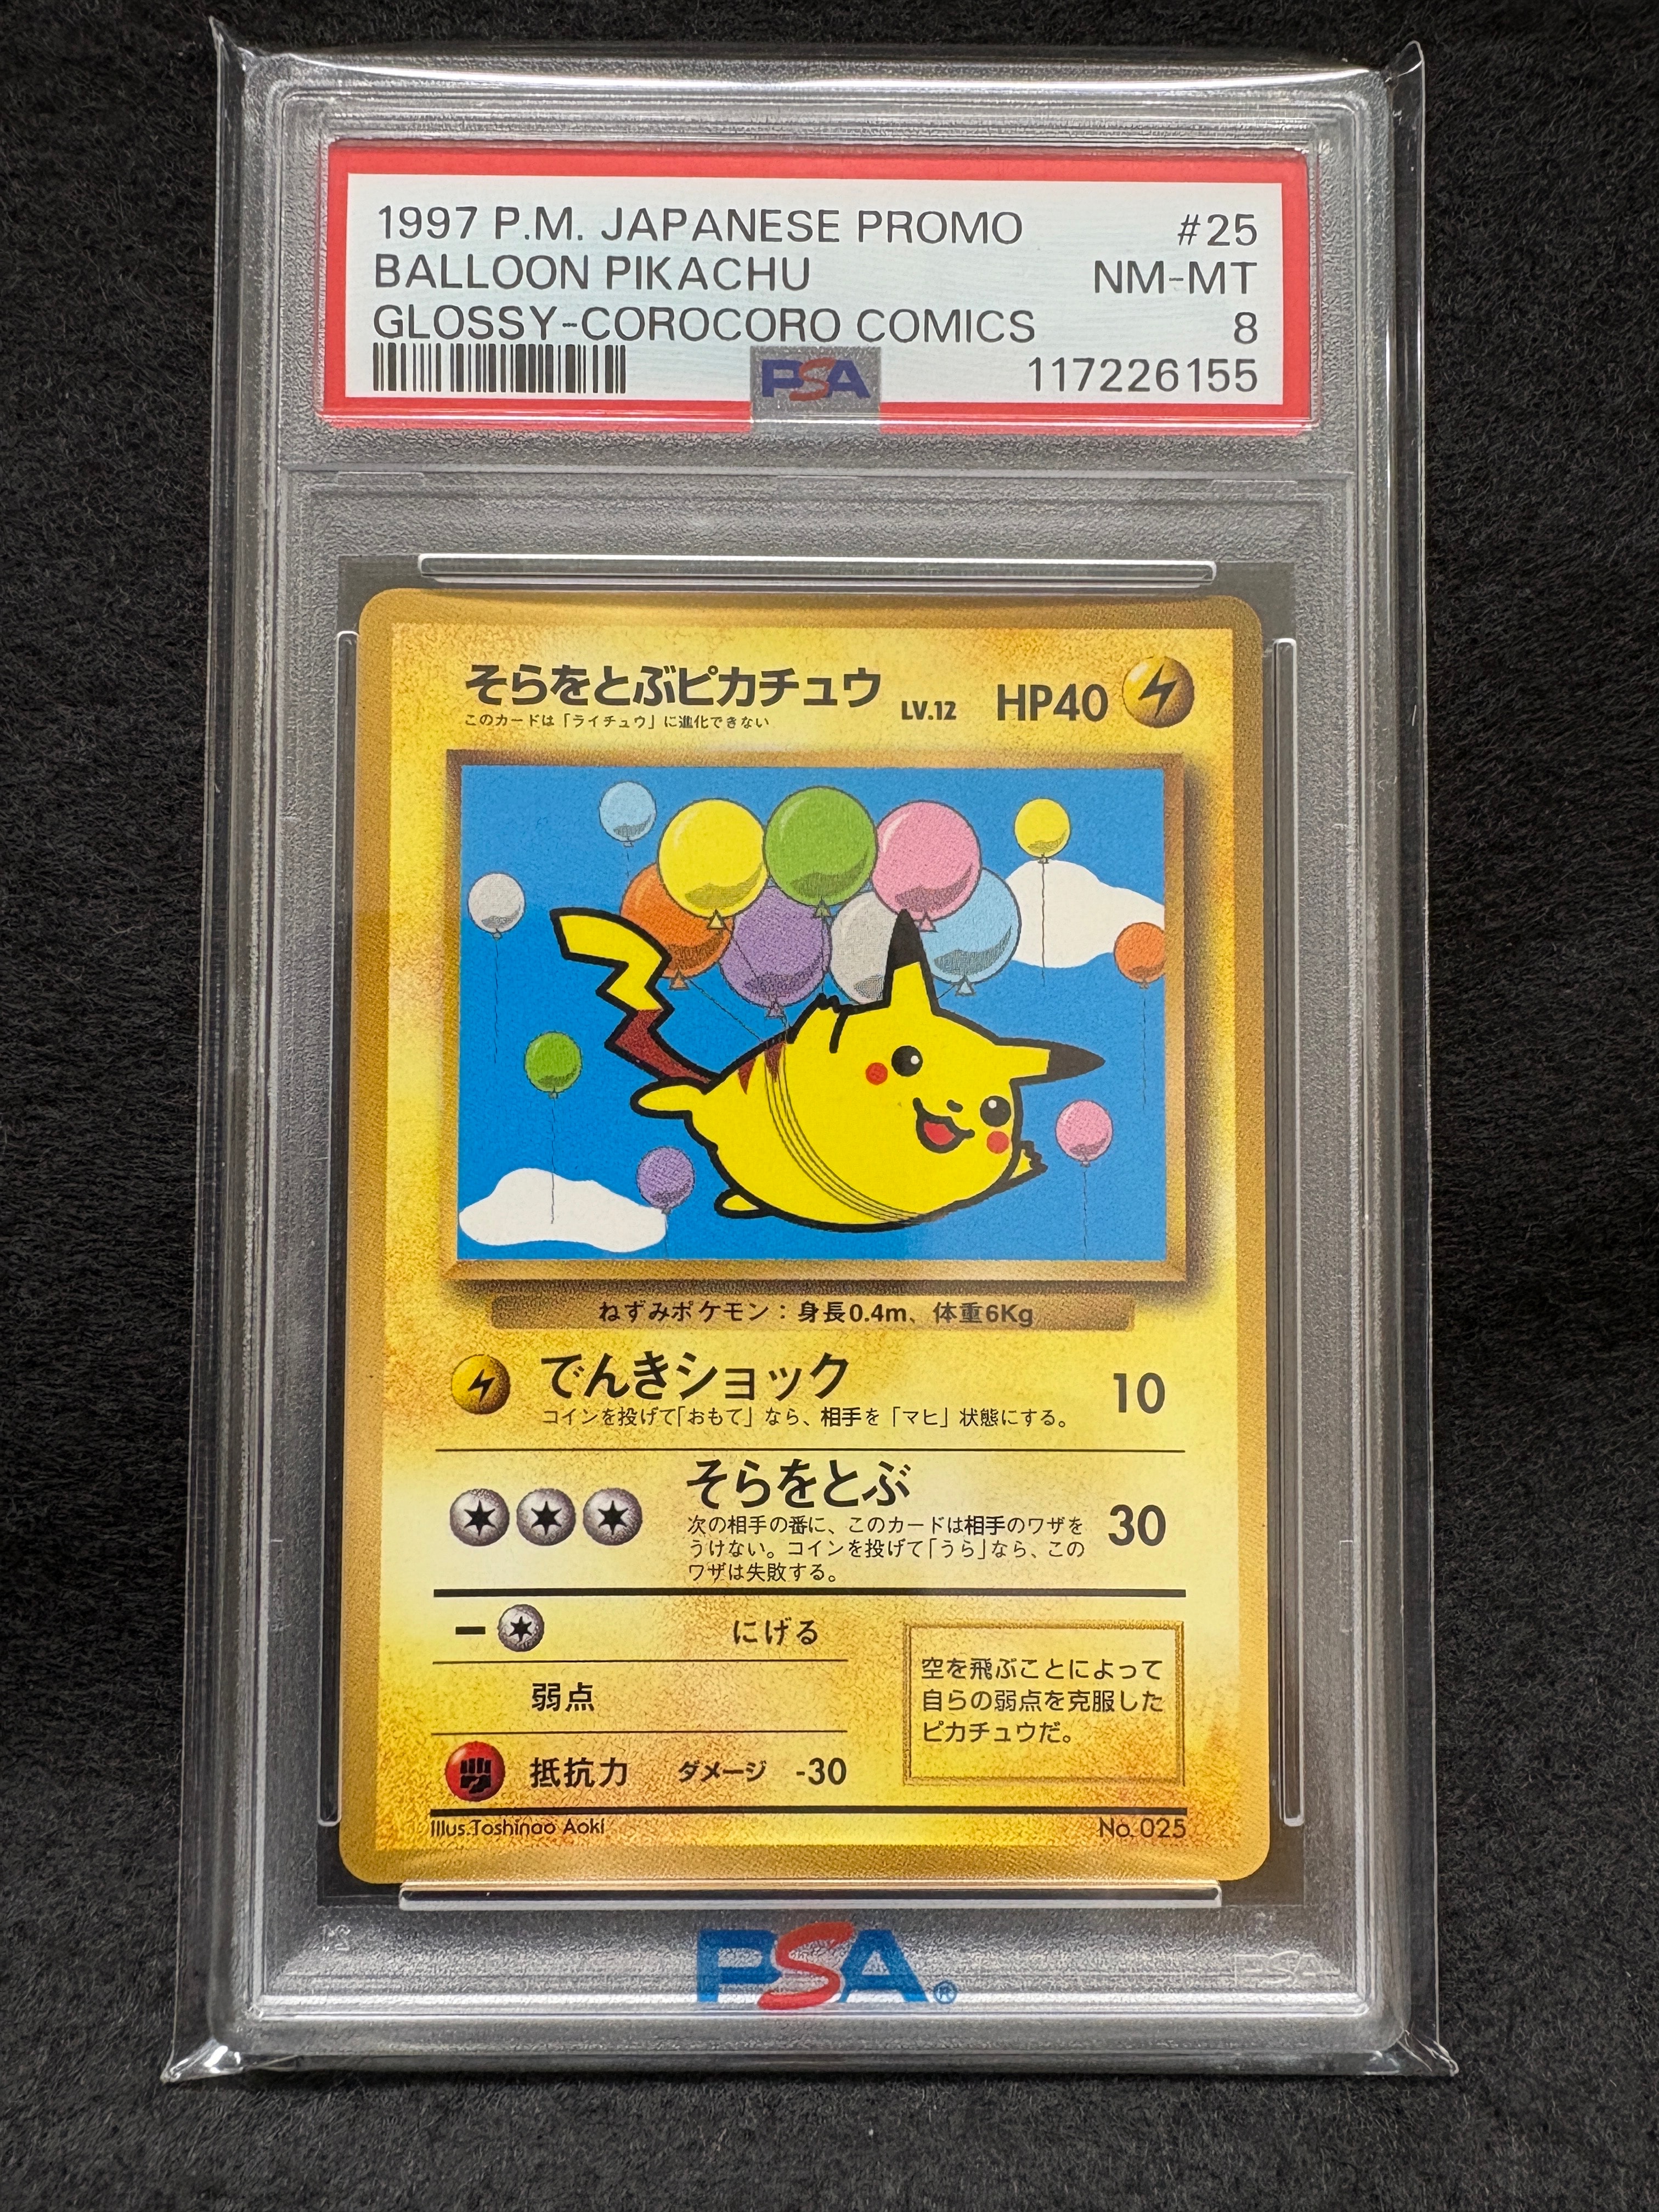 1997 P.M. JAPANESE PROMO #25
BALLOON PIKACHU NM-MT
GLOSSY-COROCORO COMICS 8
PSA 117226155
そらをとぶピカチュウ LV.12 HP40
このカードは「ライチュウ」に進化できない
ねずみポケモン：身長0.4m、体重6Kg
でんきショック 10
コインを投げて「おもて」なら、相手を「マヒ」状態にする。
そらをとぶ 30
次の相手の番に、このカードは相手のワザを
うけない。コインを投げて「うら」なら、この
ワザは失敗する。
− にげる
弱点
抵抗力 ダメージ -30
空を飛ぶことによって
自らの弱点を克服した
ピカチュウだ。
Illus.Toshinao Aoki No. 025
PSA®